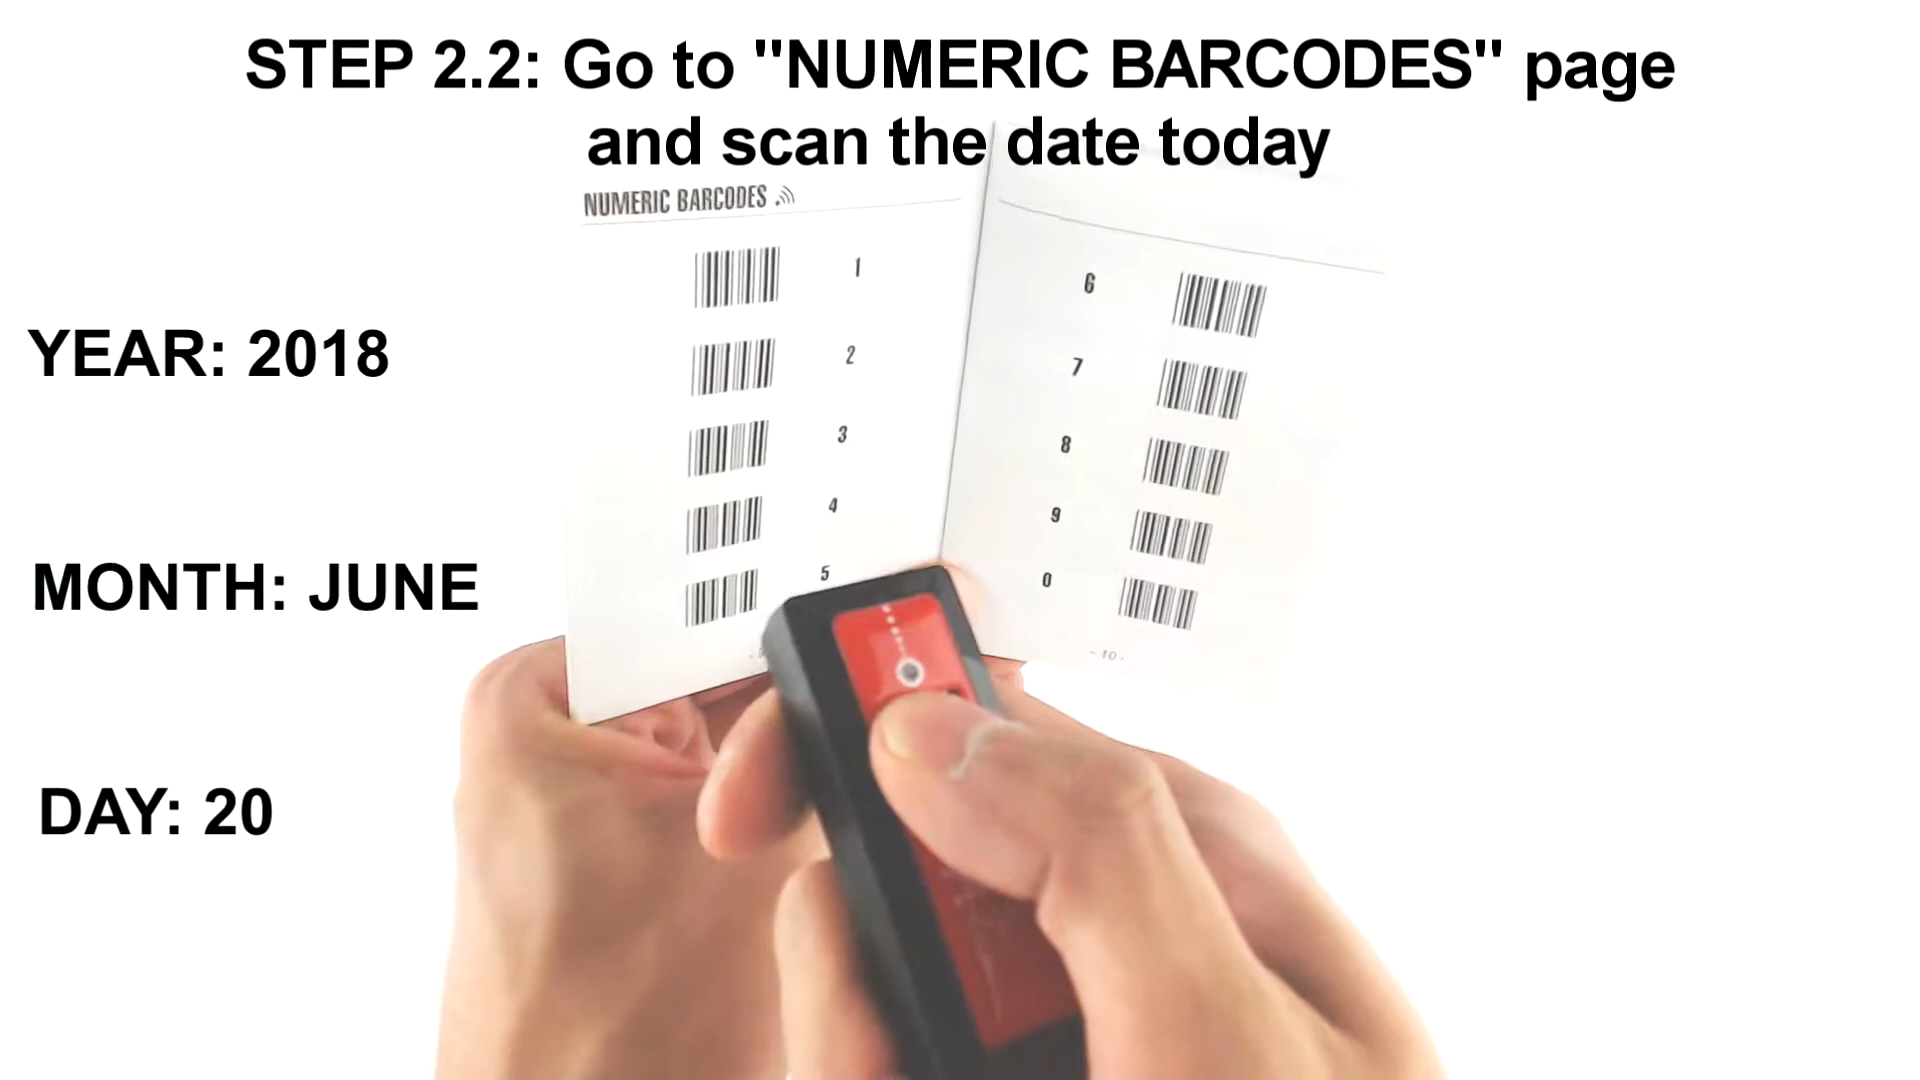 STEP 2.2: Go to "NUMERIC BARCODES" page
and scan the date today
NUMERIC BARCODES
1
2
3
4
5
6
7
8
9
0
- 10 -
YEAR: 2018
MONTH: JUNE
DAY: 20